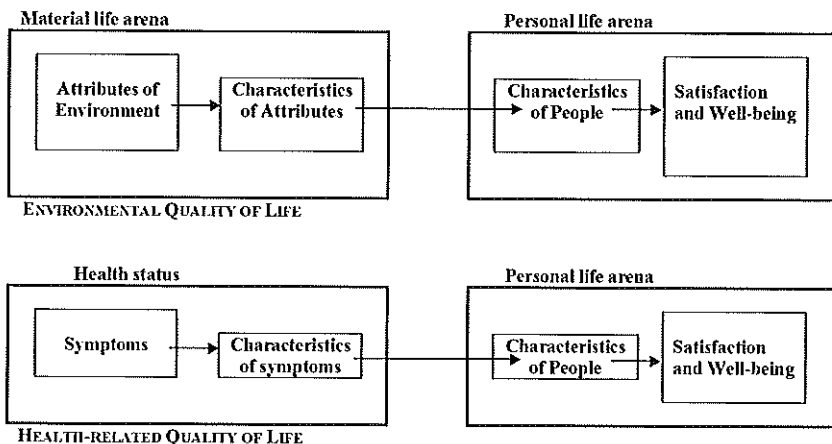 Material life arena
Personal life arena
Attributes of
Environment
Characteristics
of Attributes
Characteristics
of People
Satisfaction
and Well-being
ENVIRONMENTAL QUALITY OF LIFE
Health status
Personal life arena
Symptoms
Characteristics
of symptoms
Characteristics
of People
Satisfaction
and Well-being
HEALTH-RELATED QUALITY OF LIFE